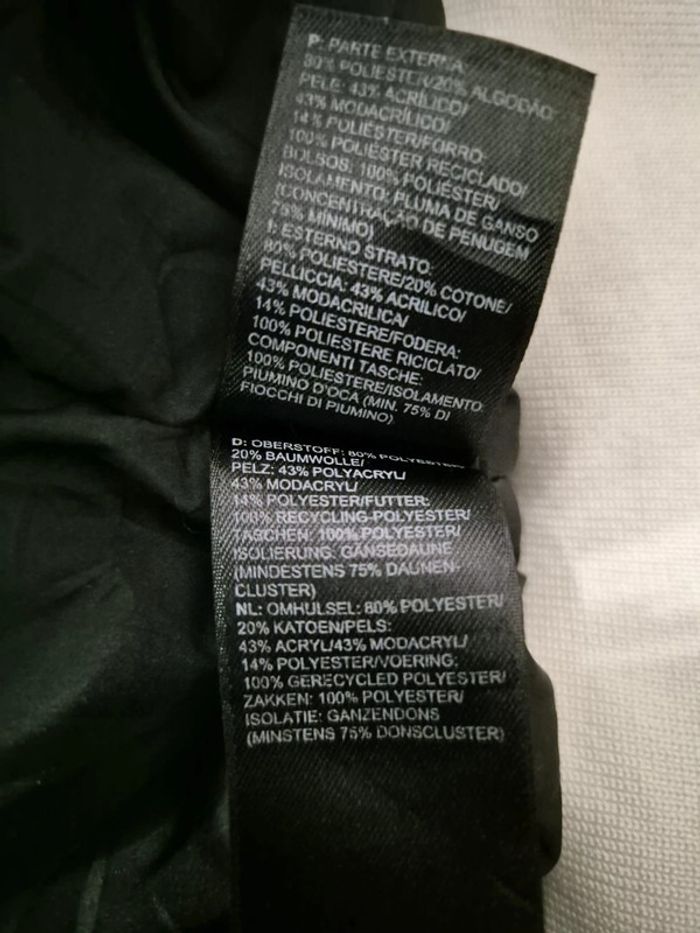 P: PARTE EXTERNA:
80% POLIÉSTER/20% ALGODÃO
PELE: 43% ACRÍLICO/
43% MODACRÍLICO/
14% POLIÉSTER/FORRO:
100% POLIÉSTER RECICLADO/
BOLSOS: 100% POLIÉSTER/
ISOLAMENTO: PLUMA DE GANSO
(CONCENTRAÇÃO DE PENUGEM
75% MÍNIMO)
I: ESTERNO STRATO:
80% POLIESTERE/20% COTONE/
PELLICCIA: 43% ACRILICO/
43% MODACRILICA/
14% POLIESTERE/FODERA:
100% POLIESTERE RICICLATO/
COMPONENTI TASCHE:
100% POLIESTERE/ISOLAMENTO:
PIUMINO D'OCA (MIN. 75% DI
FIOCCHI DI PIUMINO)
D: OBERSTOFF: 80% POLYESTER/
20% BAUMWOLLE/
PELZ: 43% POLYACRYL/
43% MODACRYL/
14% POLYESTER/FUTTER:
100% RECYCLING-POLYESTER/
TASCHEN: 100% POLYESTER/
ISOLIERUNG: GÄNSEDAUNE
(MINDESTENS 75% DAUNEN-
CLUSTER)
NL: OMHULSEL: 80% POLYESTER/
20% KATOEN/PELS:
43% ACRYL/43% MODACRYL/
14% POLYESTER/VOERING:
100% GERECYCLED POLYESTER/
ZAKKEN: 100% POLYESTER/
ISOLATIE: GANZENDONS
(MINSTENS 75% DONSCLUSTER)